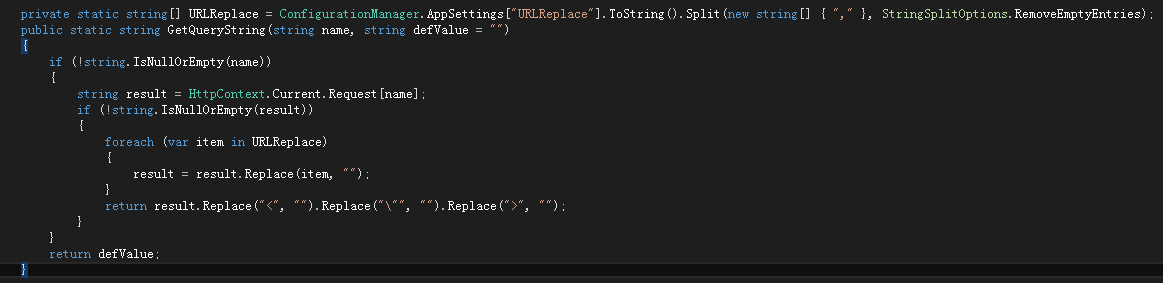 private static string[] URLReplace = ConfigurationManager.AppSettings["URLReplace"].ToString().Split(new string[] { "," }, StringSplitOptions.RemoveEmptyEntries);
public static string GetQueryString(string name, string defValue = "")
{
    if (!string.IsNullOrEmpty(name))
    {
        string result = HttpContext.Current.Request[name];
        if (!string.IsNullOrEmpty(result))
        {
            foreach (var item in URLReplace)
            {
                result = result.Replace(item, "");
            }
            return result.Replace("<", "").Replace("\"", "").Replace(">", "");
        }
    }
    return defValue;
}